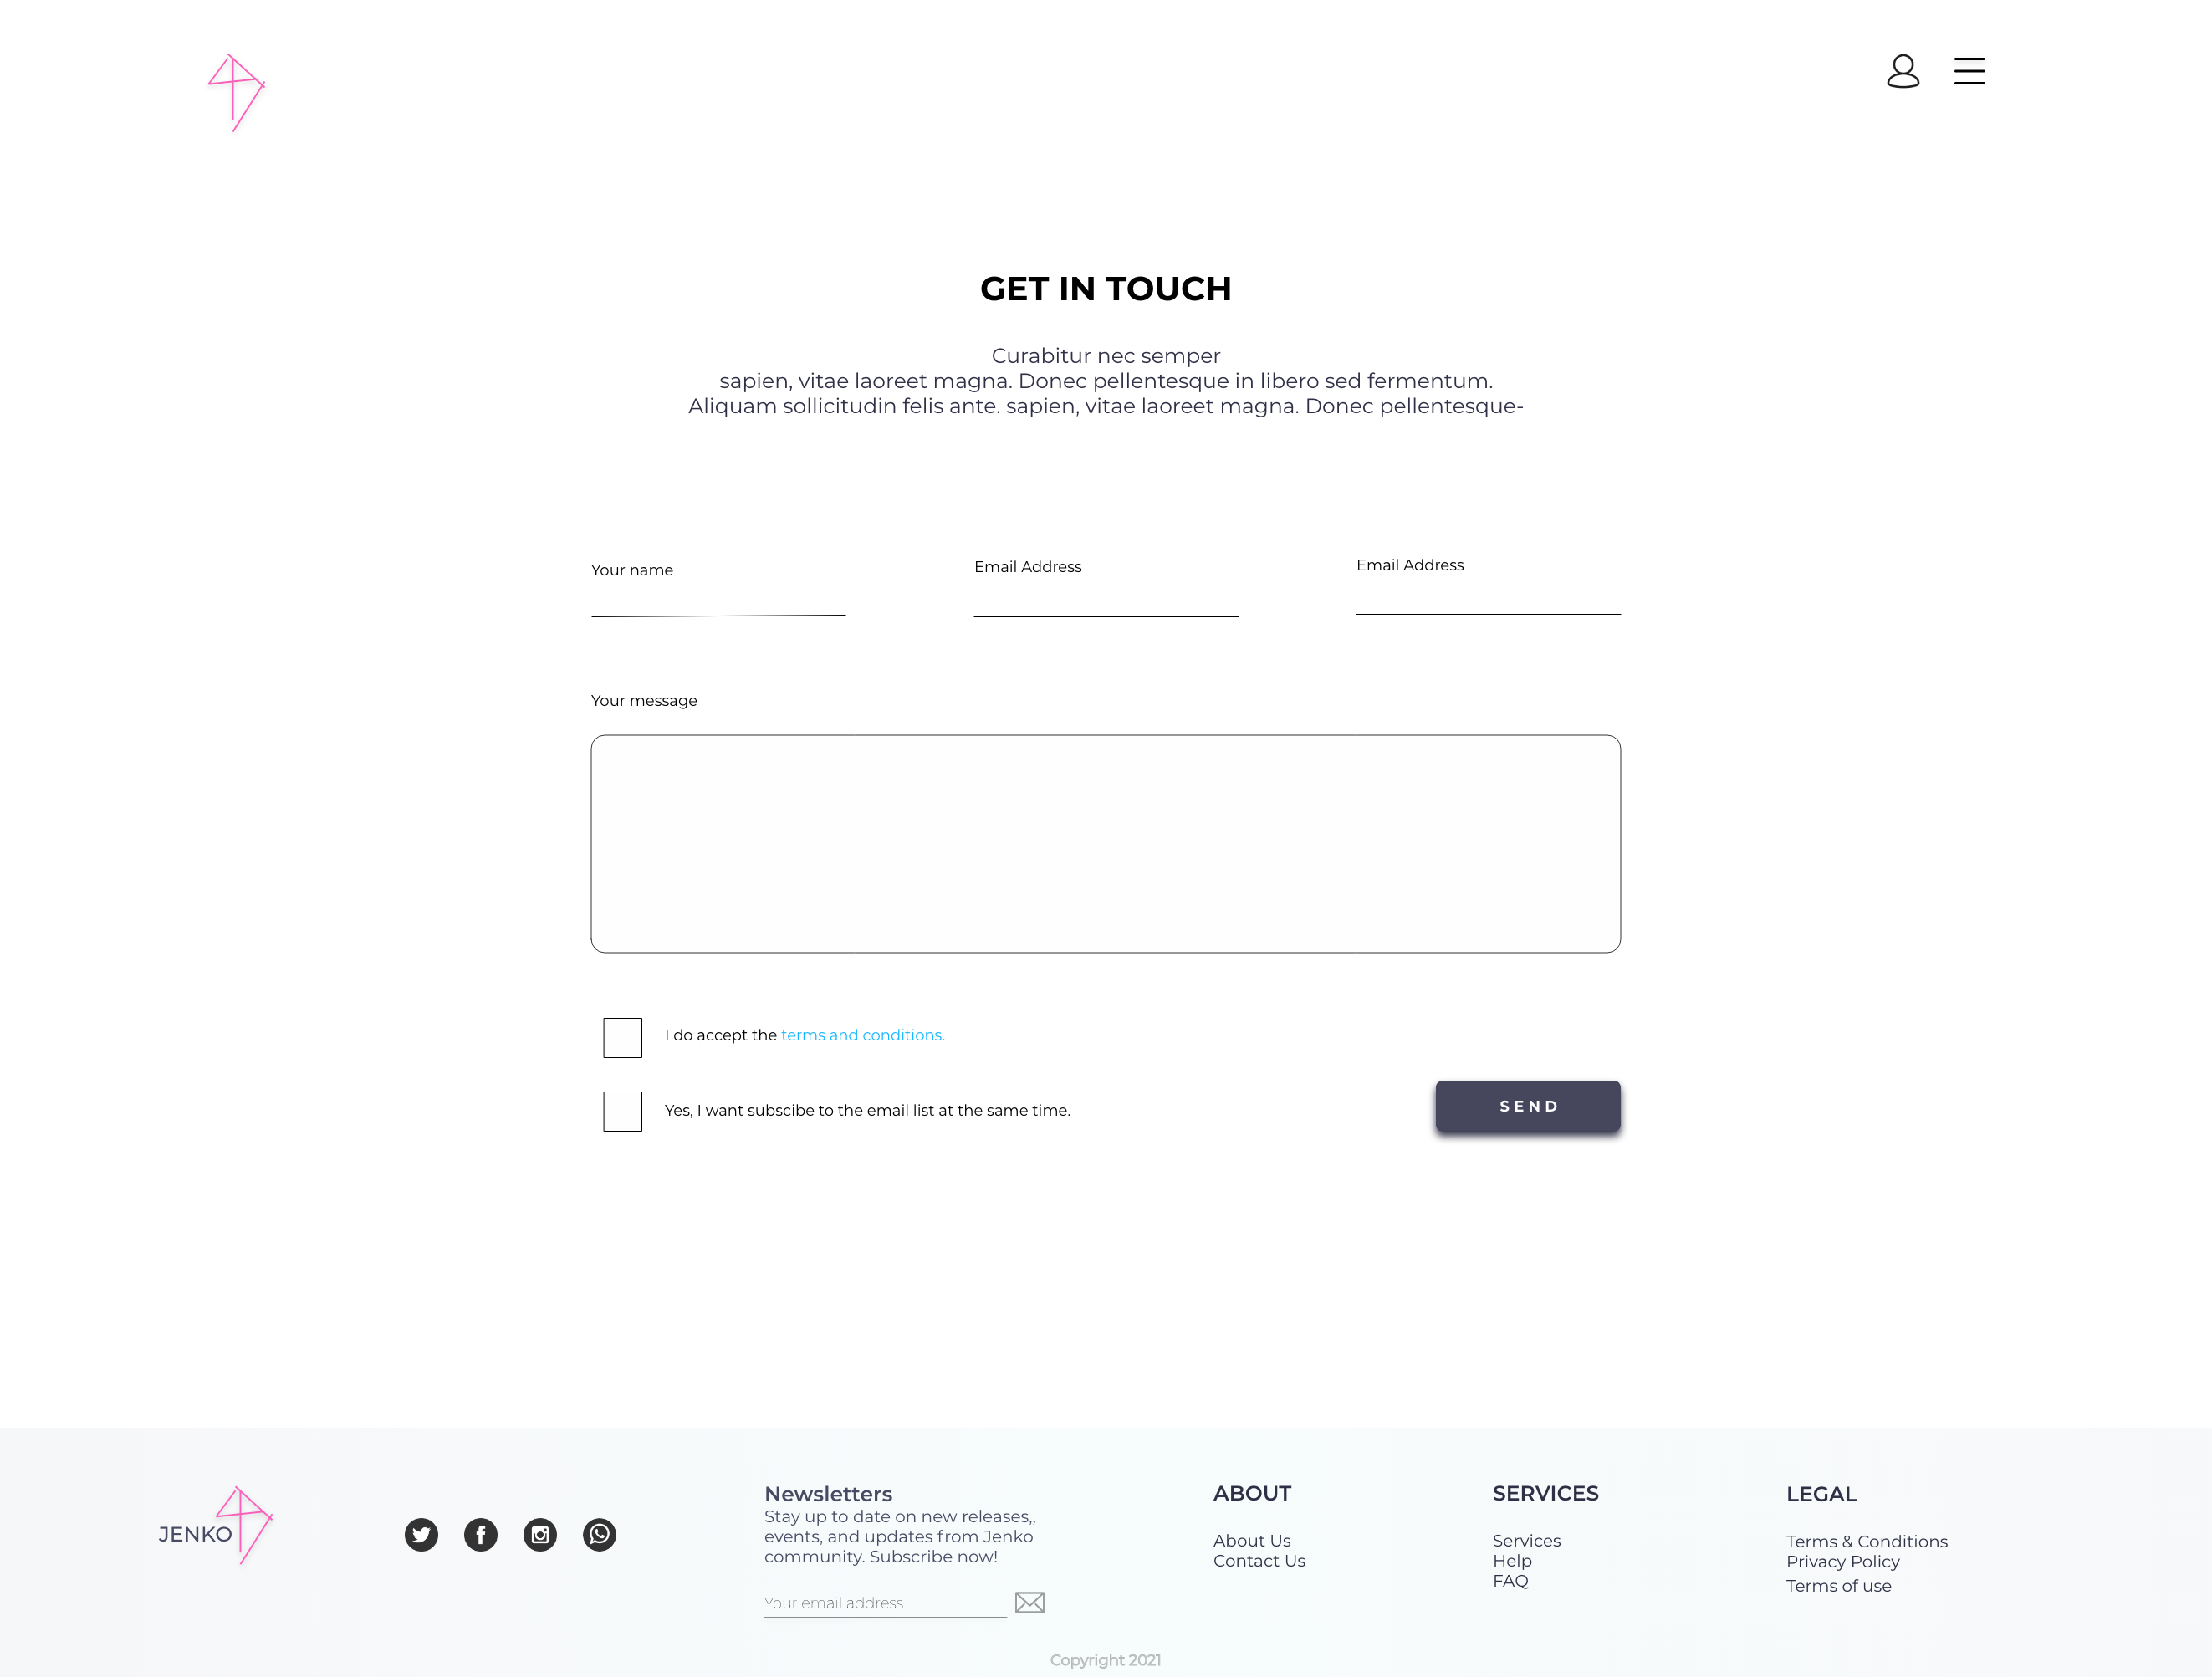 GET IN TOUCH
Curabitur nec semper
sapien, vitae laoreet magna. Donec pellentesque in libero sed fermentum.
Aliquam sollicitudin felis ante. sapien, vitae laoreet magna. Donec pellentesque-
Your name
Email Address
Email Address
Your message
I do accept the terms and conditions.
Yes, I want subscibe to the email list at the same time.
SEND
JENKO
Newsletters
Stay up to date on new releases,,
events, and updates from Jenko
community. Subscribe now!
Your email address
ABOUT
About Us
Contact Us
SERVICES
Services
Help
FAQ
LEGAL
Terms & Conditions
Privacy Policy
Terms of use
Copyright 2021